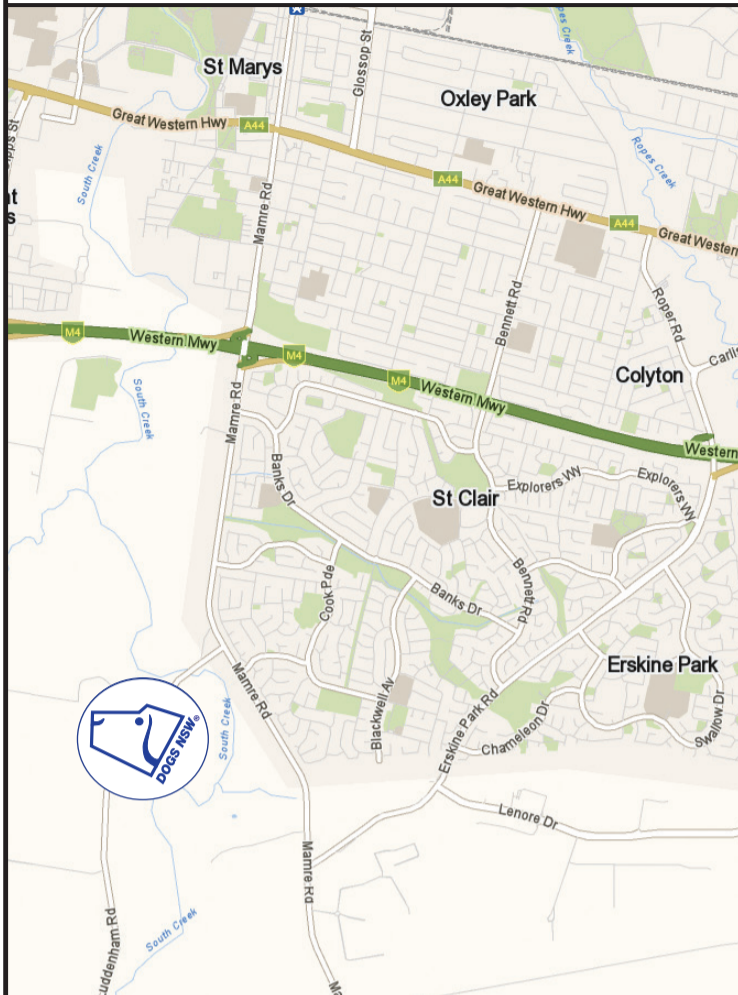 Ropes Creek
Glossop St
St Marys
Oxley Park
Great Western Hwy
A44
South Creek
Ropes Creek
A44
Great Western Hwy
A44
Great Western
Mamre Rd
Bennett Rd
Roper Rd
M4
Western Mwy
M4
M4
Western Mwy
Colyton
Western
South Creek
Mamre Rd
Banks Dr
Explorers Wy
Explorers Wy
St Clair
Bennett Rd
Cook Pde
Banks Dr
Erskine Park
Mamre Rd
Blackwell Av
Erskine Park Rd
Chameleon Dr
Swallow Dr
DOGS NSW®
South Creek
Lenore Dr
Mamre Rd
South Creek
uddenham Rd